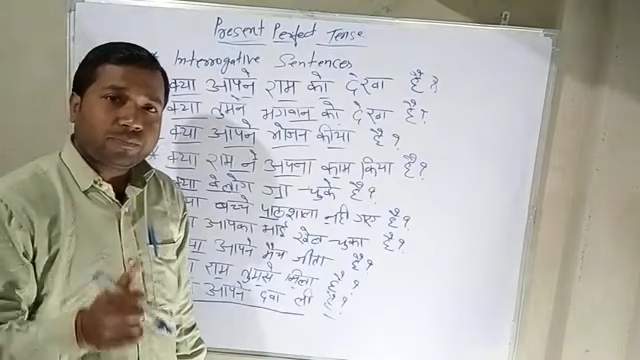 Present Perfect Tense
Interrogative Sentences
क्या आपने राम को देखा है?
क्या तुमने भगवान को देखा है?
क्या आपने भोजन कीया है?
* क्या राम ने अपना काम किया है?
क्या वे लोग जा चुके है?
बच्चे पाठशाला नही गए है?
आपका भाई खेल चुका है?
आपने मैच जीता है?
राम तुमसे मिला है?
आपने दवा ली है?